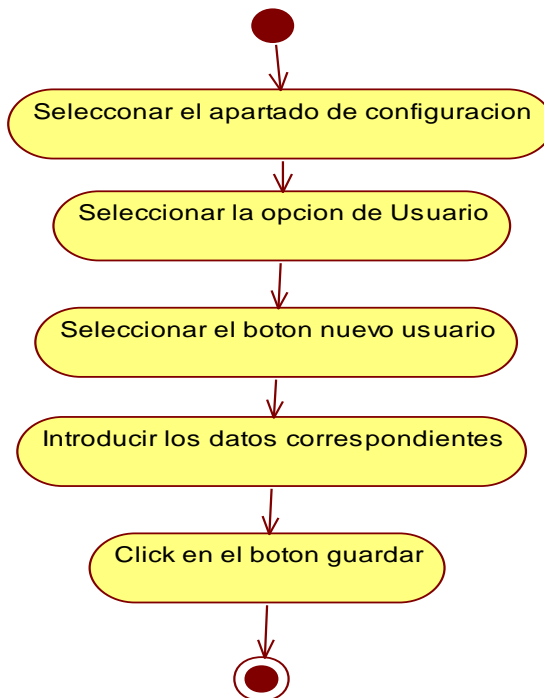 Selecconar el apartado de configuracion
Seleccionar la opcion de Usuario
Seleccionar el boton nuevo usuario
Introducir los datos correspondientes
Click en el boton guardar